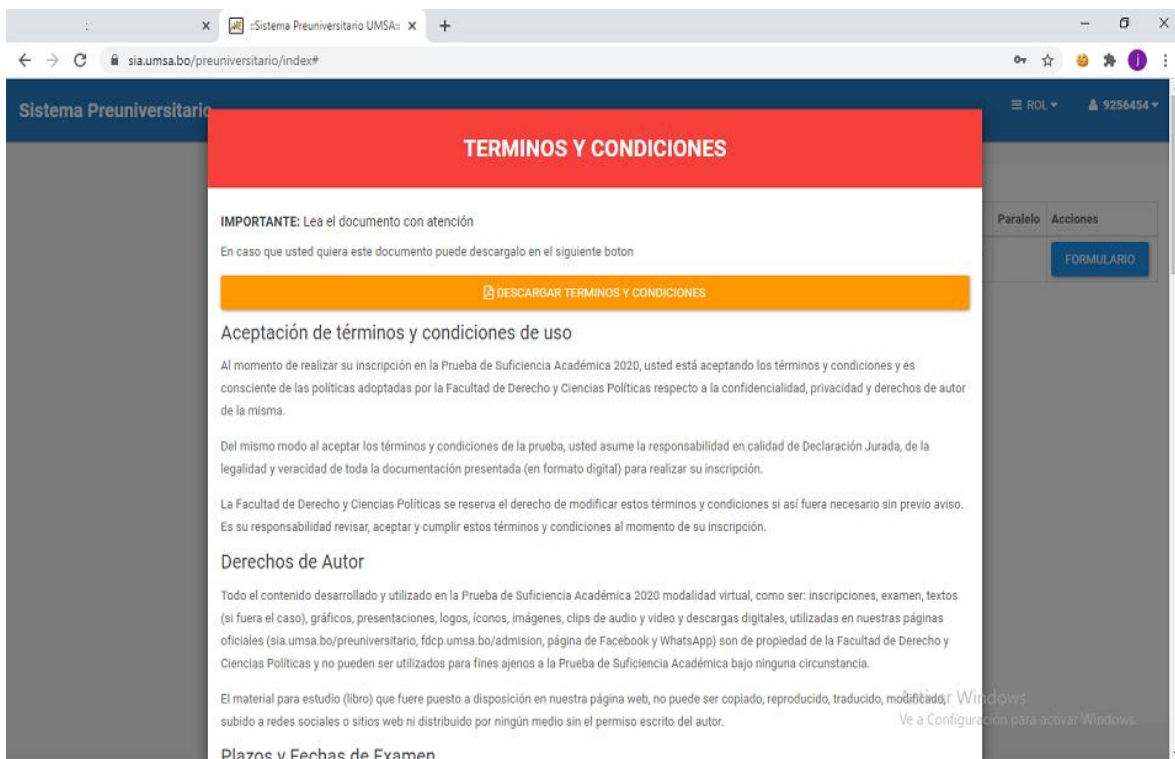 ::Sistema Preuniversitario UMSA::
sia.umsa.bo/preuniversitario/index#
j
Sistema Preuniversitario
ROL
9256454
TERMINOS Y CONDICIONES
IMPORTANTE: Lea el documento con atención
Paralelo Acciones
En caso que usted quiera este documento puede descargalo en el siguiente boton
FORMULARIO
DESCARGAR TERMINOS Y CONDICIONES
Aceptación de términos y condiciones de uso
Al momento de realizar su inscripción en la Prueba de Suficiencia Académica 2020, usted está aceptando los términos y condiciones y es
consciente de las políticas adoptadas por la Facultad de Derecho y Ciencias Políticas respecto a la confidencialidad, privacidad y derechos de autor
de la misma.
Del mismo modo al aceptar los términos y condiciones de la prueba, usted asume la responsabilidad en calidad de Declaración Jurada, de la
legalidad y veracidad de toda la documentación presentada (en formato digital) para realizar su inscripción.
La Facultad de Derecho y Ciencias Políticas se reserva el derecho de modificar estos términos y condiciones si así fuera necesario sin previo aviso.
Es su responsabilidad revisar, aceptar y cumplir estos términos y condiciones al momento de su inscripción.
Derechos de Autor
Todo el contenido desarrollado y utilizado en la Prueba de Suficiencia Académica 2020 modalidad virtual, como ser: inscripciones, examen, textos
(si fuera el caso), gráficos, presentaciones, logos, íconos, imágenes, clips de audio y video y descargas digitales, utilizadas en nuestras páginas
oficiales (sia.umsa.bo/preuniversitario, fdcp.umsa.bo/admision, página de Facebook y WhatsApp) son de propiedad de la Facultad de Derecho y
Ciencias Políticas y no pueden ser utilizados para fines ajenos a la Prueba de Suficiencia Académica bajo ninguna circunstancia.
El material para estudio (libro) que fuere puesto a disposición en nuestra página web, no puede ser copiado, reproducido, traducido, modificado,
subido a redes sociales o sitios web ni distribuido por ningún medio sin el permiso escrito del autor.
Activar Windows
Ve a Configuración para activar Windows.
Plazos y Fechas de Examen